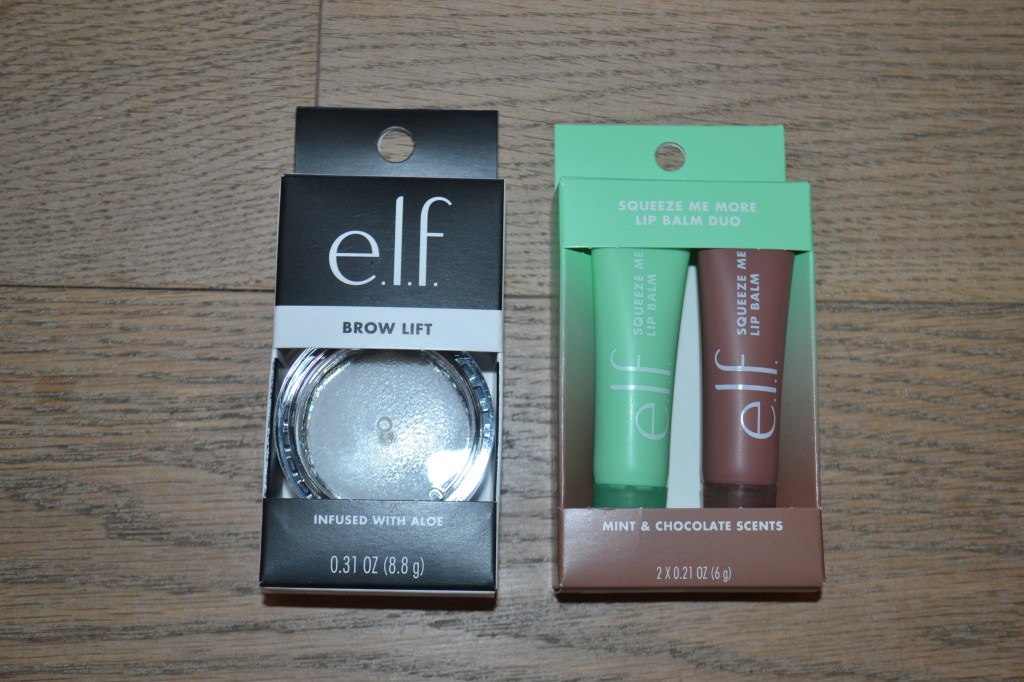 e.l.f.
BROW LIFT
INFUSED WITH ALOE
0.31 OZ (8.8 g)
SQUEEZE ME MORE
LIP BALM DUO
SQUEEZE ME
LIP BALM
e.l.f.
SQUEEZE ME
LIP BALM
e.l.f.
MINT & CHOCOLATE SCENTS
2 X 0.21 OZ (6 g)